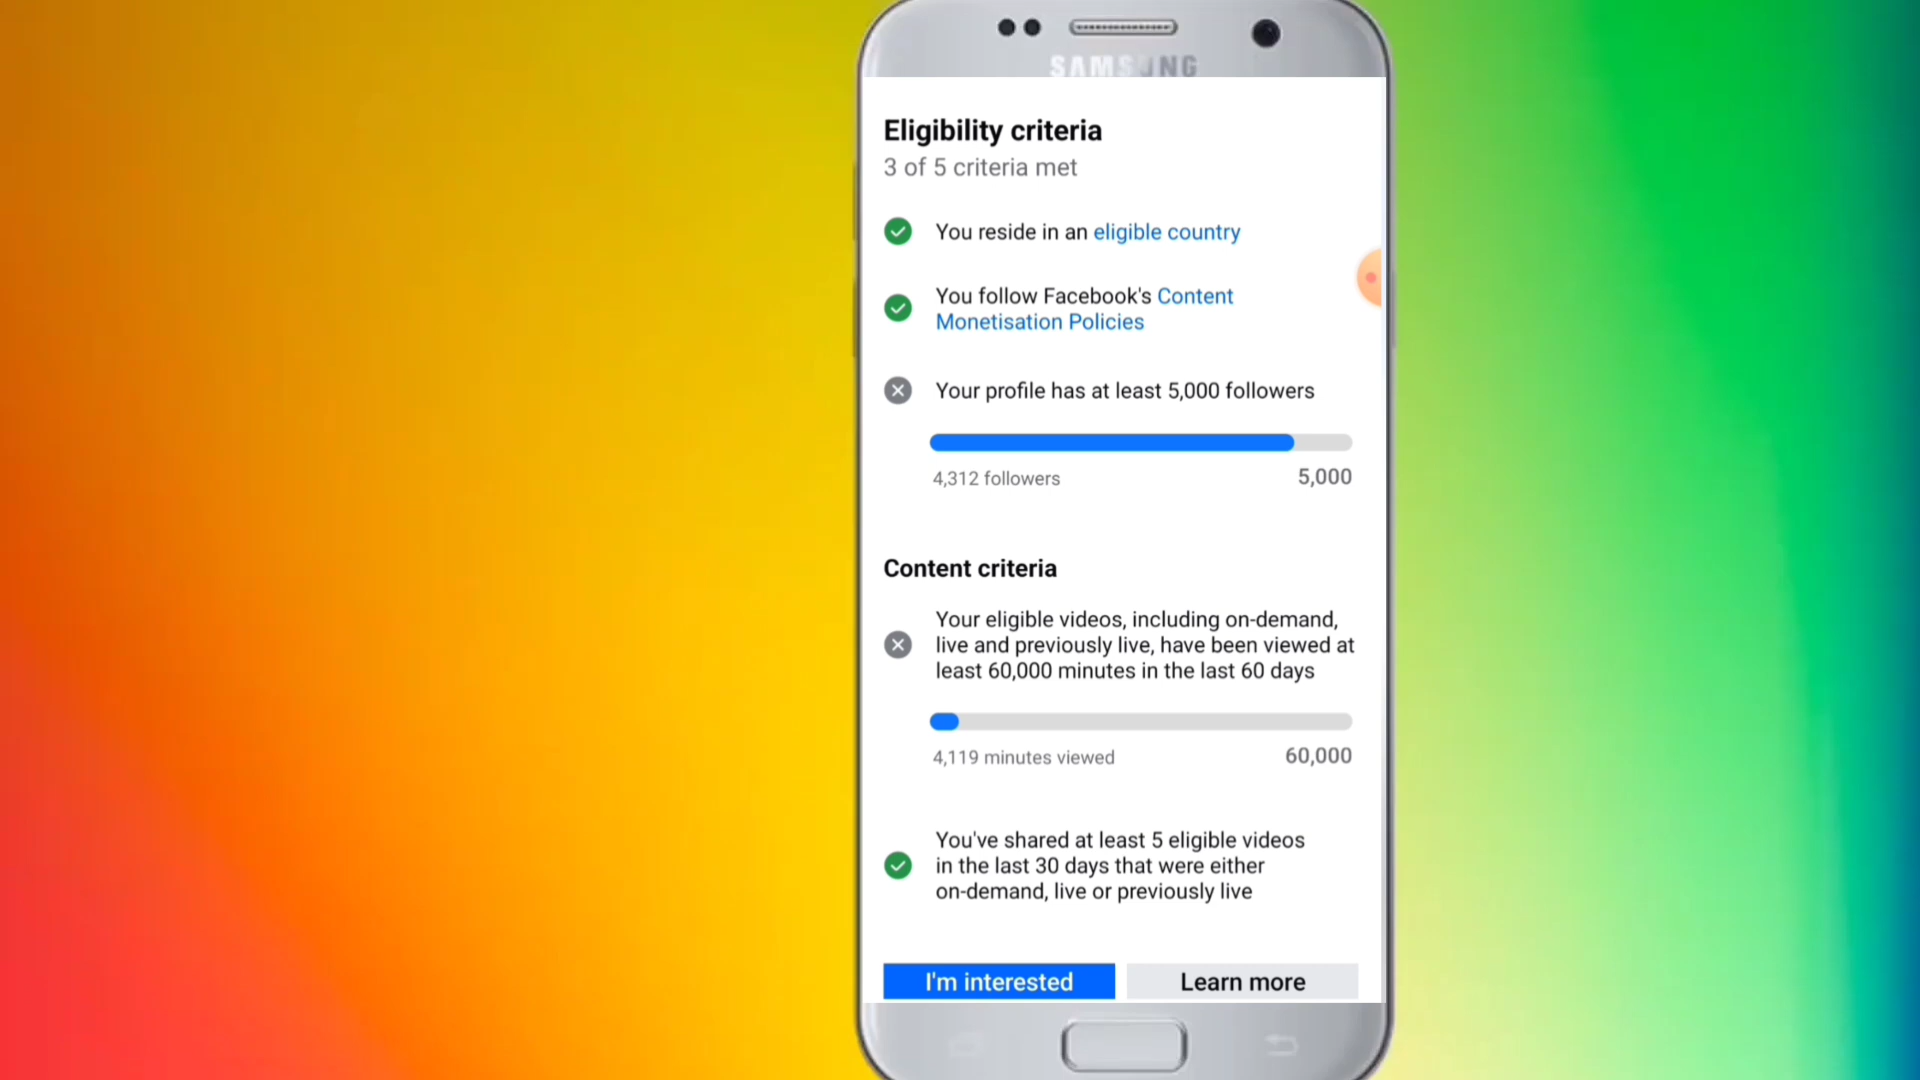 SAMSUNG
Eligibility criteria
3 of 5 criteria met
You reside in an eligible country
You follow Facebook's Content
Monetisation Policies
Your profile has at least 5,000 followers
4,312 followers
5,000
Content criteria
Your eligible videos, including on-demand,
live and previously live, have been viewed at
least 60,000 minutes in the last 60 days
4,119 minutes viewed
60,000
You've shared at least 5 eligible videos
in the last 30 days that were either
on-demand, live or previously live
I'm interested
Learn more